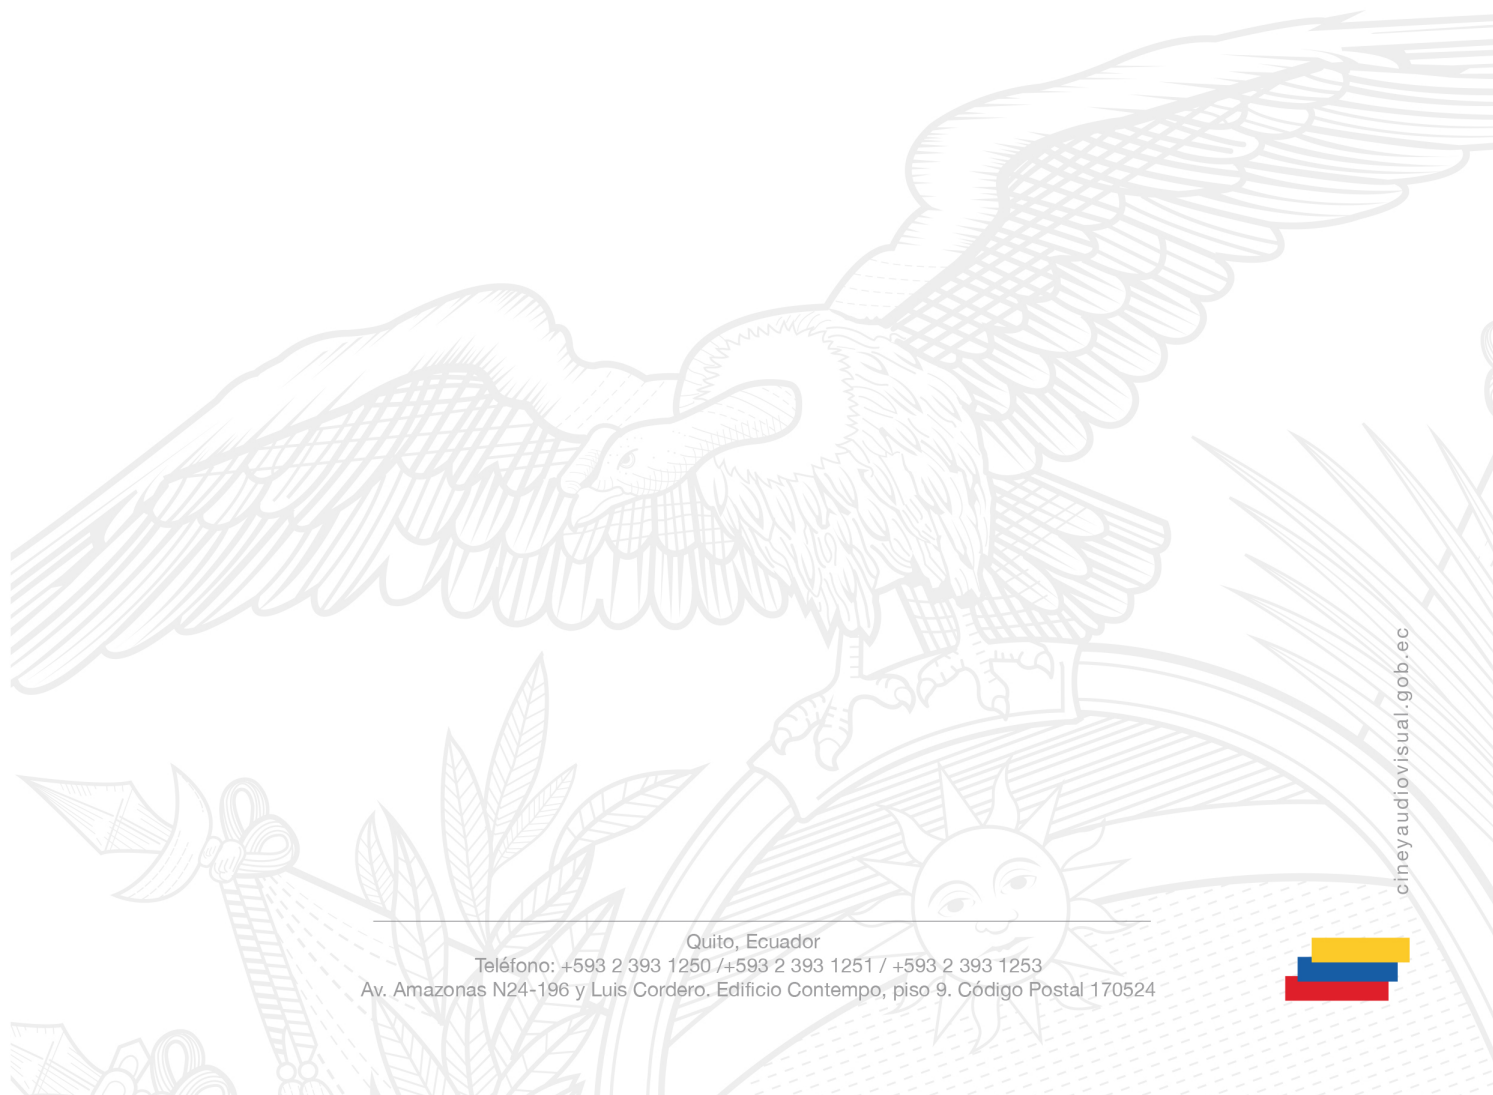 cineyaudiovisual.gob.ec
Quito, Ecuador
Teléfono: +593 2 393 1250 /+593 2 393 1251 / +593 2 393 1253
Av. Amazonas N24-196 y Luis Cordero. Edificio Contempo, piso 9. Código Postal 170524